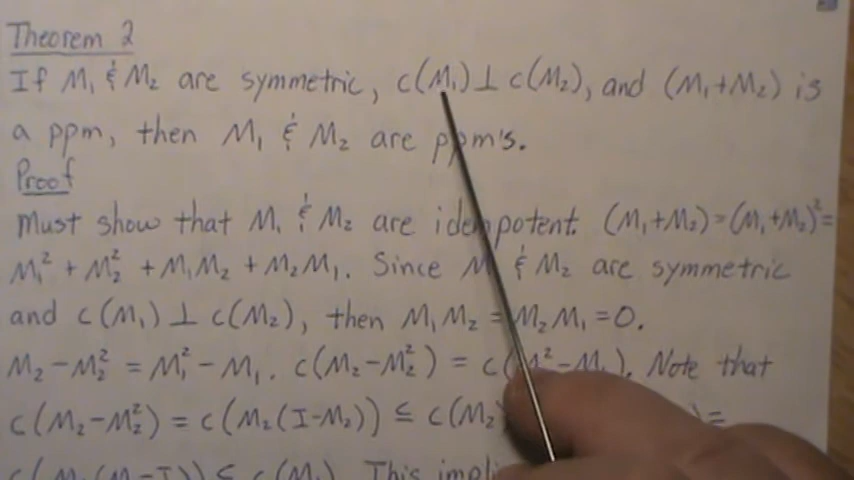 Theorem 2
If M₁ & M₂ are symmetric, c(M₁)⊥c(M₂), and (M₁+M₂) is
a ppm, then M₁ & M₂ are ppm's.
Proof
Must show that M₁ & M₂ are idempotent. (M₁+M₂)=(M₁+M₂)²=
M₁² + M₂² + M₁M₂ + M₂M₁. Since M & M₂ are symmetric
and c(M₁) ⊥ c(M₂), then M₁M₂ = M₂M₁ = 0.
M₂-M₂² = M₁²-M₁. c(M₂-M₂²) = c(M₁²-M₁). Note that
c(M₂-M₂²) = c(M₂(I-M₂)) ⊆ c(M₂) =
c(M₁(M₁-I)) ⊆ c(M₁). This